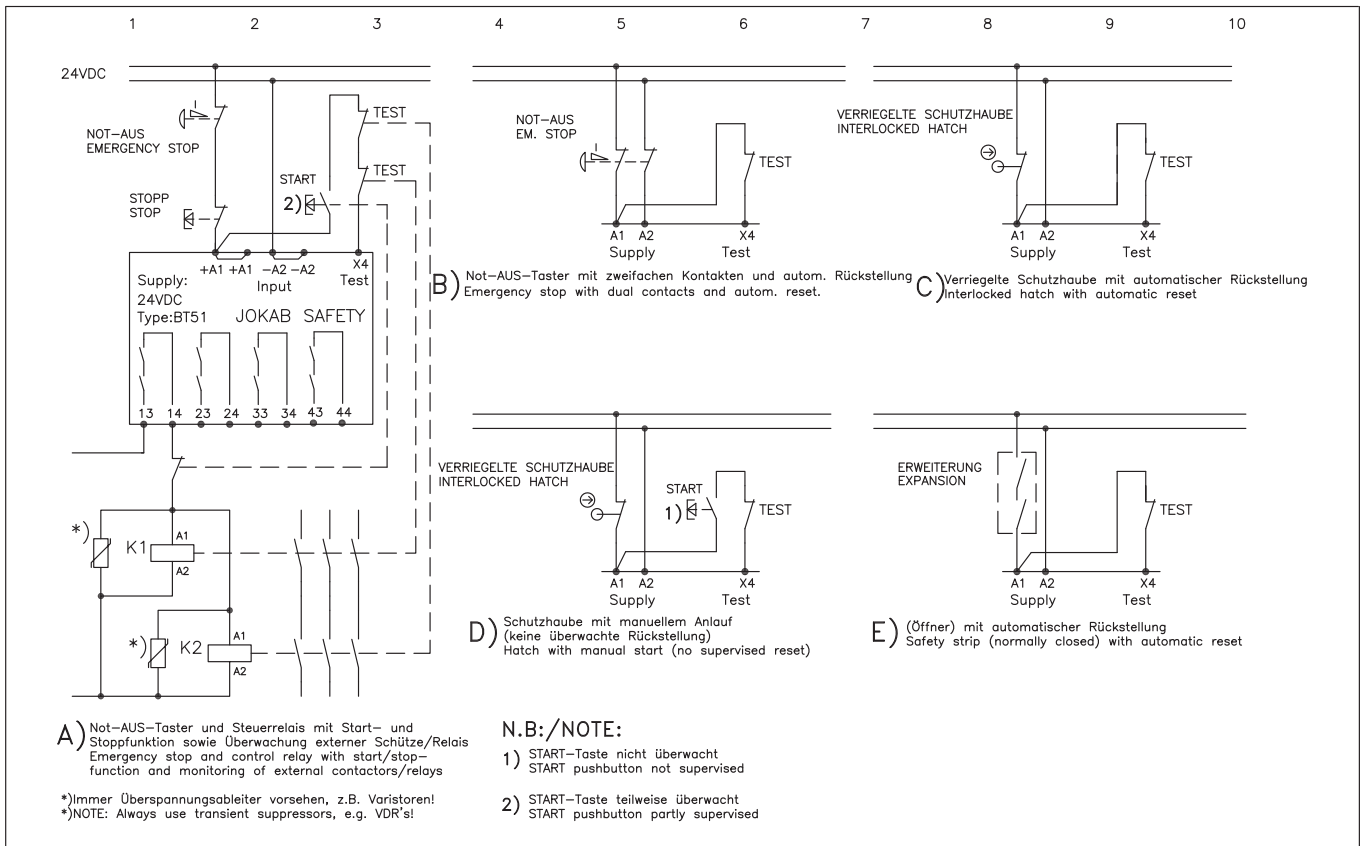 1 2 3 4 5 6 7 8 9 10
24VDC
NOT-AUS
EMERGENCY STOP
TEST
TEST
START
2)
STOPP
STOP
+A1 +A1 -A2 -A2 X4
Input Test
Supply:
24VDC
Type:BT51 JOKAB SAFETY
13 14 23 24 33 34 43 44
*)
K1
A1
A2
*)
K2
A1
A2
A) Not-AUS-Taster und Steuerrelais mit Start- und
Stoppfunktion sowie Überwachung externer Schütze/Relais
Emergency stop and control relay with start/stop-
function and monitoring of external contactors/relays
*)Immer Überspannungsableiter vorsehen, z.B. Varistoren!
*)NOTE: Always use transient suppressors, e.g. VDR's!
NOT-AUS
EM. STOP
TEST
A1 A2 X4
Supply Test
B) Not-AUS-Taster mit zweifachen Kontakten und autom. Rückstellung
Emergency stop with dual contacts and autom. reset.
VERRIEGELTE SCHUTZHAUBE
INTERLOCKED HATCH
TEST
A1 A2 X4
Supply Test
C) Verriegelte Schutzhaube mit automatischer Rückstellung
Interlocked hatch with automatic reset
VERRIEGELTE SCHUTZHAUBE
INTERLOCKED HATCH
START
1)
TEST
A1 A2 X4
Supply Test
D) Schutzhaube mit manuellem Anlauf
(keine überwachte Rückstellung)
Hatch with manual start (no supervised reset)
ERWEITERUNG
EXPANSION
TEST
A1 A2 X4
Supply Test
E) (Öffner) mit automatischer Rückstellung
Safety strip (normally closed) with automatic reset
N.B:/NOTE:
1) START-Taste nicht überwacht
START pushbutton not supervised
2) START-Taste teilweise überwacht
START pushbutton partly supervised